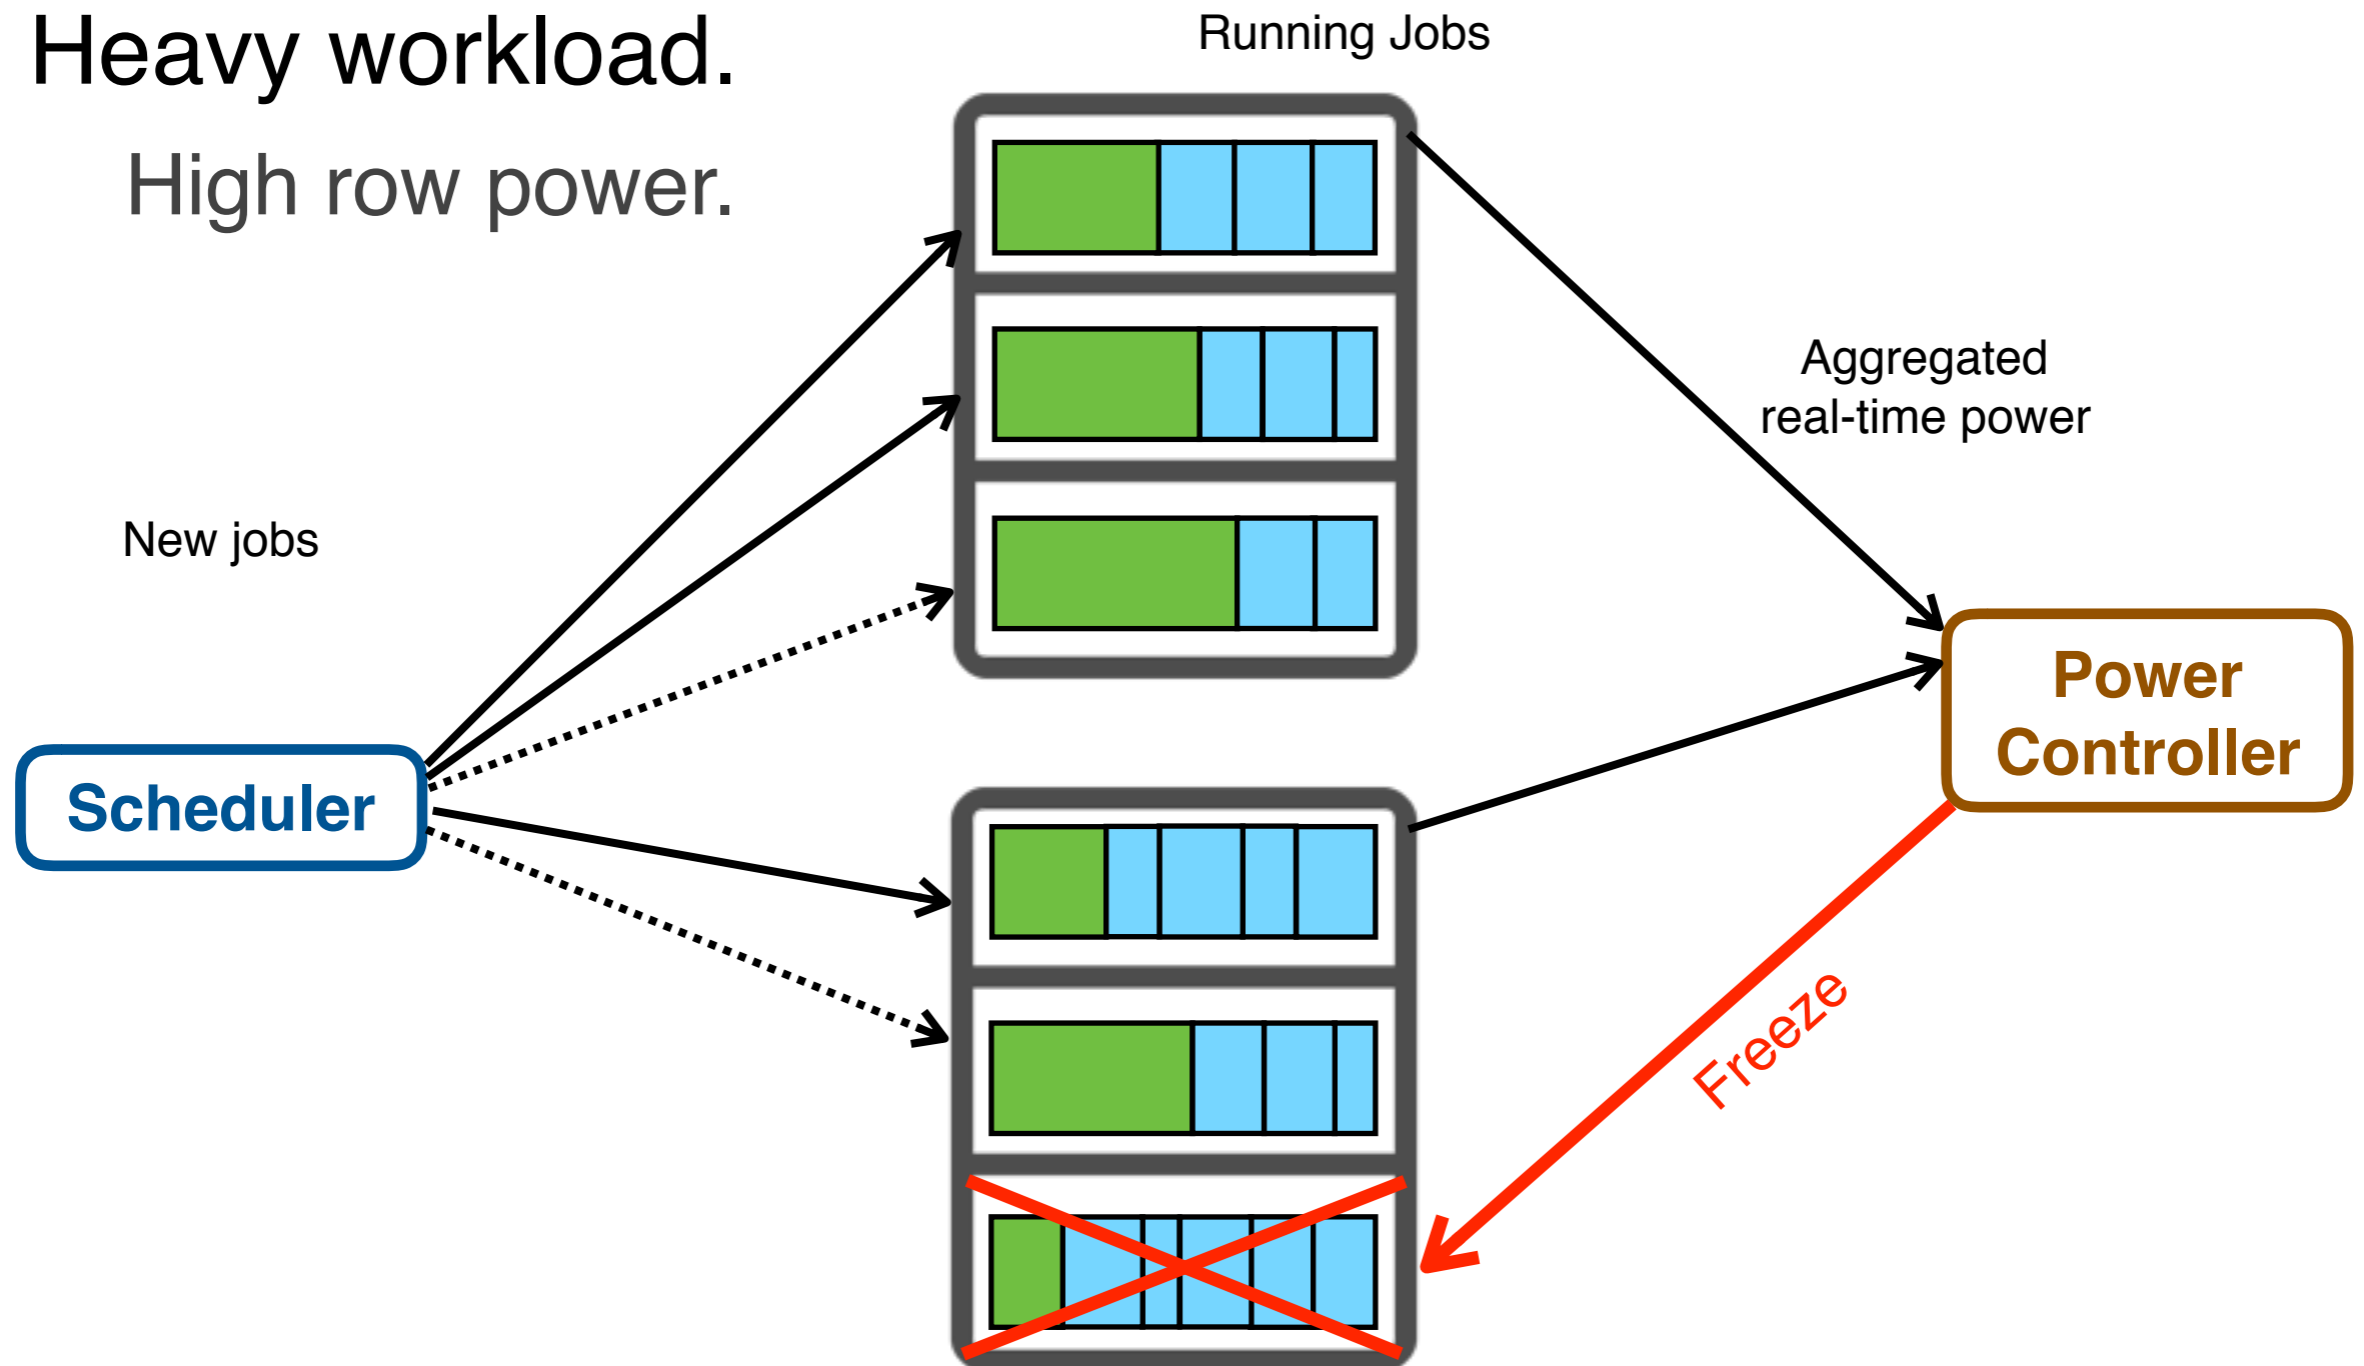 Heavy workload.
High row power.
Running Jobs
Aggregated
real-time power
New jobs
Scheduler
Power
Controller
Freeze